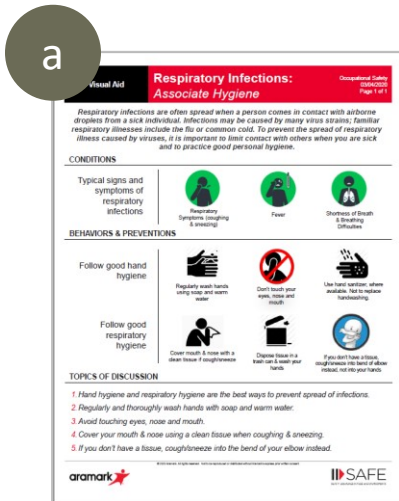 a
Visual Aid
Respiratory Infections:
Associate Hygiene
Occupational Safety
03/04/2020
Page 1 of 1
Respiratory infections are often spread when a person comes in contact with airborne
droplets from a sick individual. Infections may be caused by many virus strains; familiar
respiratory illnesses include the flu or common cold. To prevent the spread of respiratory
illness caused by viruses, it is important to limit contact with others when you are sick
and to practice good personal hygiene.
CONDITIONS
Typical signs and
symptoms of
respiratory
infections
Respiratory
Symptoms (coughing
& sneezing)
Fever
Shortness of Breath
& Breathing
Difficulties
BEHAVIORS & PREVENTIONS
Follow good hand
hygiene
Regularly wash hands
using soap and warm
water
Don't touch your
eyes, nose and
mouth
Use hand sanitizer, where
available. Not to replace
handwashing.
Follow good
respiratory
hygiene
Cover mouth & nose with a
clean tissue if cough/sneeze
Dispose tissue in a
trash can & wash your
hands
If you don't have a tissue,
cough/sneeze into bend of elbow
instead, not into your hands
TOPICS OF DISCUSSION
1. Hand hygiene and respiratory hygiene are the best ways to prevent spread of infections.
2. Regularly and thoroughly wash hands with soap and warm water.
3. Avoid touching eyes, nose and mouth.
4. Cover your mouth & nose using a clean tissue when coughing & sneezing.
5. If you don't have a tissue, cough/sneeze into the bend of your elbow instead.
aramark
SAFE